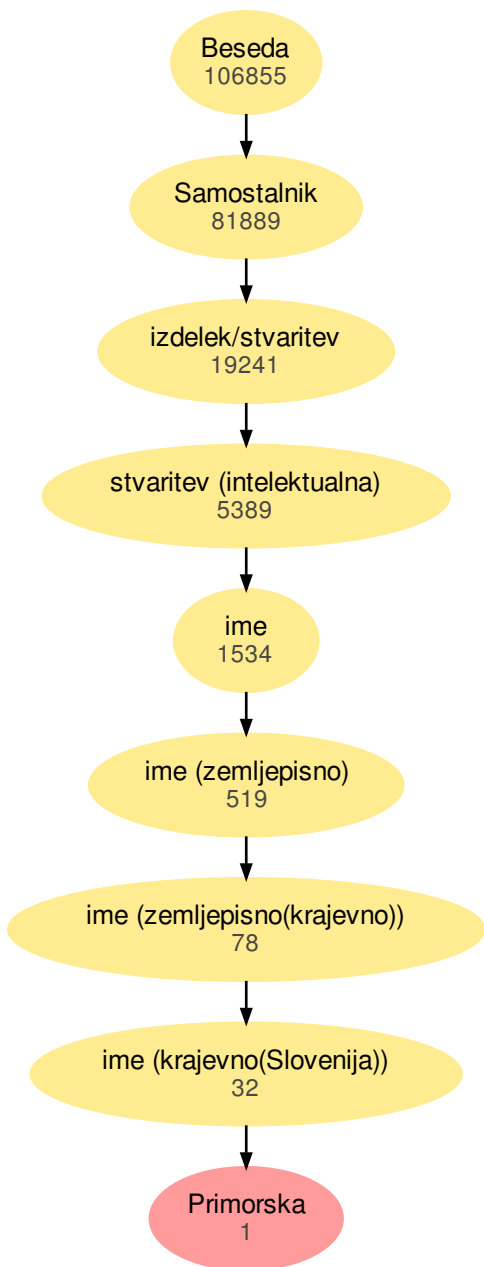 Beseda
106855
Samostalnik
81889
izdelek/stvaritev
19241
stvaritev (intelektualna)
5389
ime
1534
ime (zemljepisno)
519
ime (zemljepisno(krajevno))
78
ime (krajevno(Slovenija))
32
Primorska
1